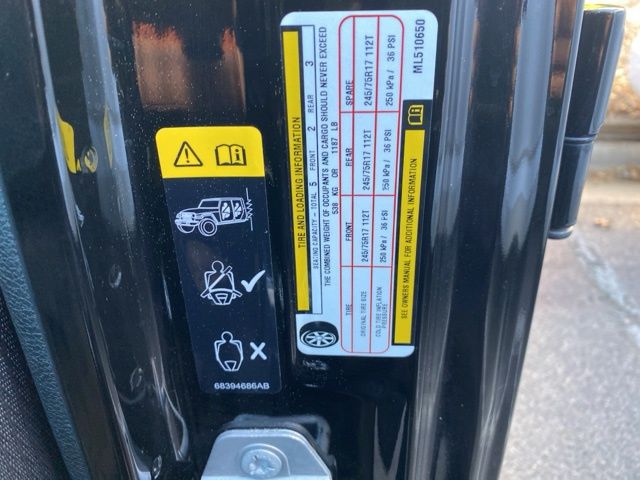 TIRE AND LOADING INFORMATION
SEATING CAPACITY - TOTAL 5 FRONT 2 REAR 3
THE COMBINED WEIGHT OF OCCUPANTS AND CARGO SHOULD NEVER EXCEED
538 KG OR 1187 LB
TIRE FRONT REAR SPARE
ORIGINAL TIRE SIZE 245/75R17 112T 245/75R17 112T 245/75R17 112T
COLD TIRE INFLATION PRESSURE 250 kPa / 36 PSI 250 kPa / 36 PSI 250 kPa / 36 PSI
SEE OWNERS MANUAL FOR ADDITIONAL INFORMATION
ML510650
68394686AB